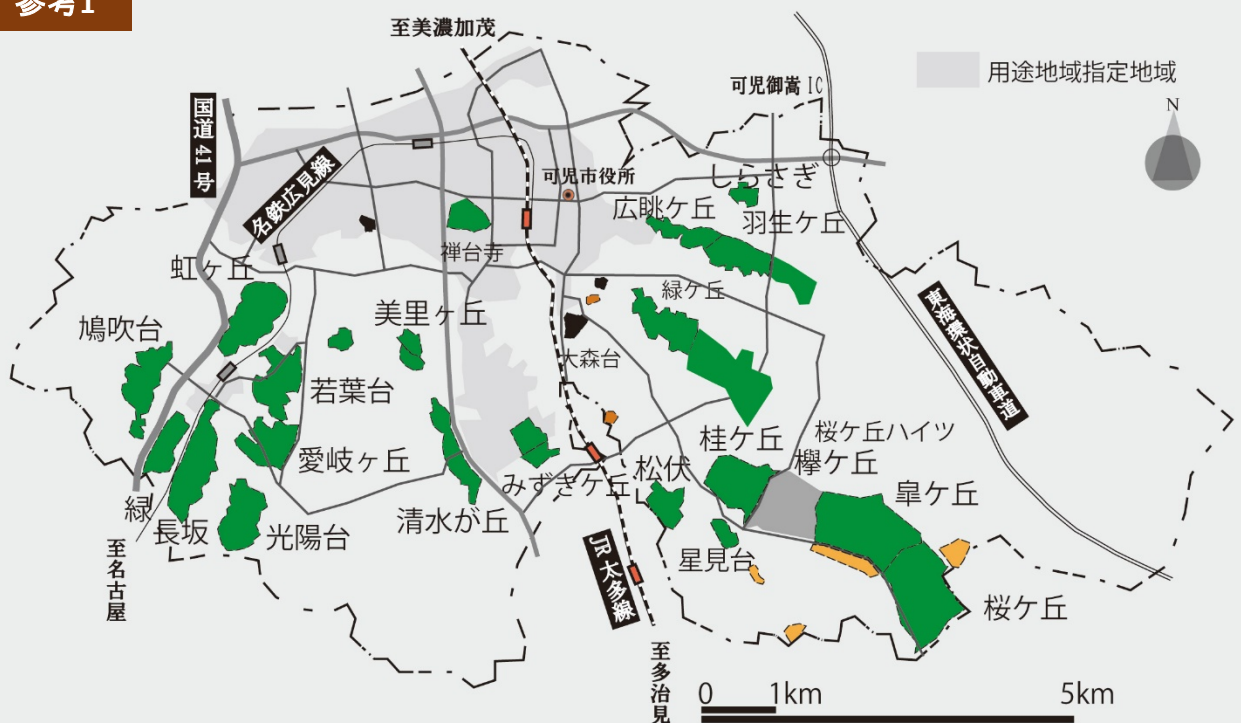 参考1
至美濃加茂
用途地域指定地域
可児御嵩 IC
N
国道 41 号
名鉄広見線
可児市役所
しらさぎ
広眺ケ丘
羽生ケ丘
禅台寺
虹ヶ丘
緑ケ丘
東海環状自動車道
鳩吹台
美里ヶ丘
大森台
若葉台
桂ケ丘
桜ケ丘ハイツ
欅ケ丘
愛岐ヶ丘
みずきケ丘
松伏
皐ケ丘
緑
長坂
光陽台
清水が丘
JR 太多線
星見台
至名古屋
桜ケ丘
至多治見
0
1km
5km